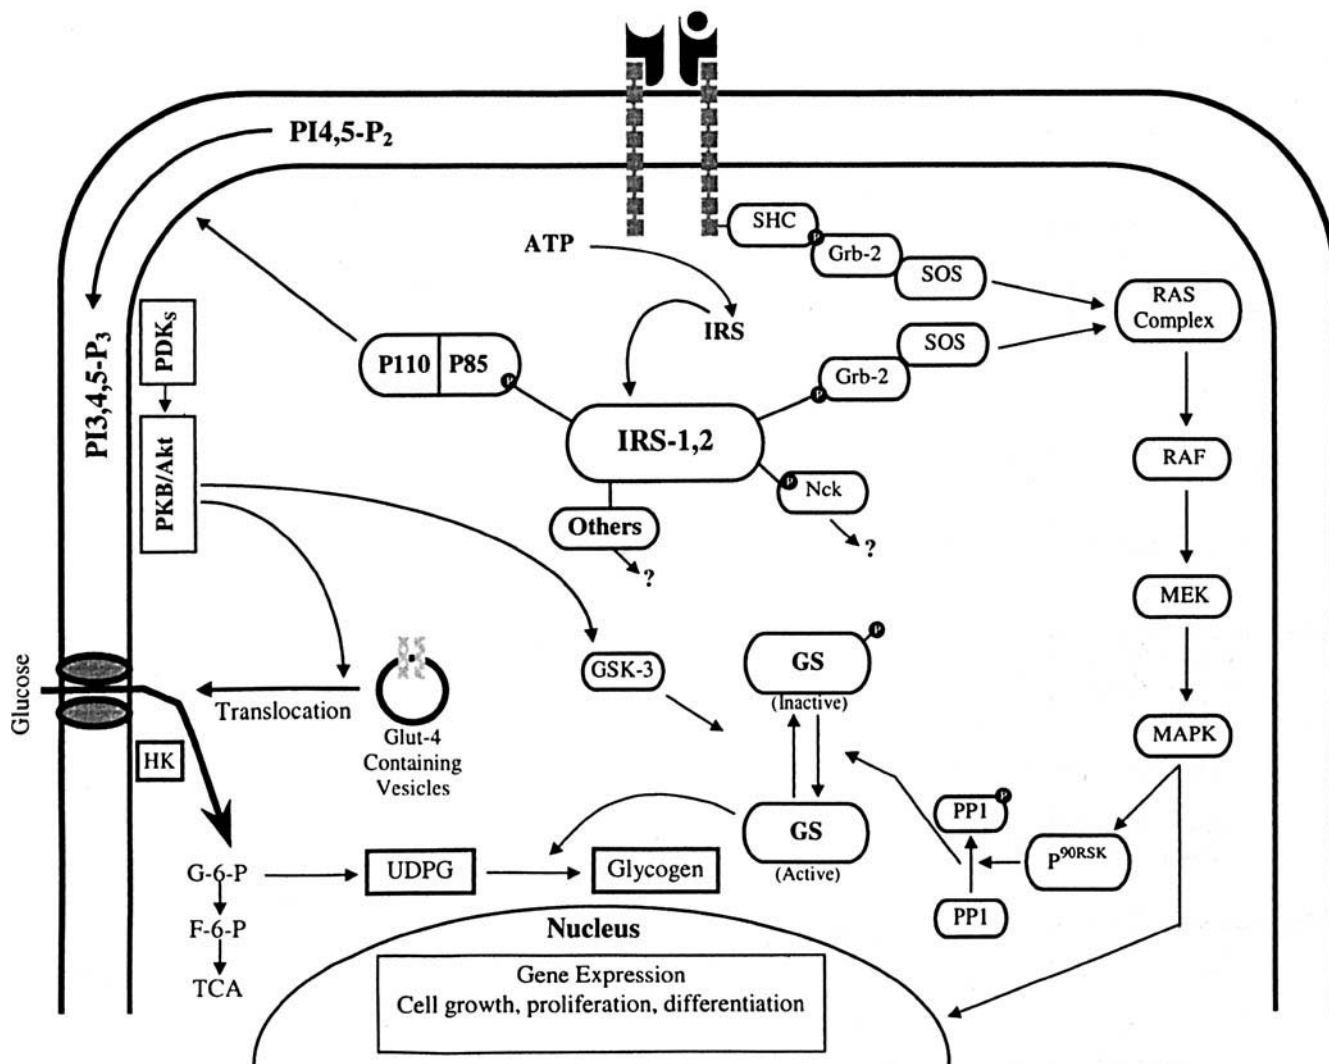 PI4,5-P2
SHC
P
Grb-2
SOS
ATP
IRS
RAS
Complex
PI3,4,5-P3
PDKs
P110
P85
P
SOS
Grb-2
P
IRS-1,2
RAF
PKB/Akt
P
Nck
?
Others
?
MEK
P
GS
(Inactive)
GSK-3
Glucose
Translocation
Glut-4
Containing
Vesicles
MAPK
HK
P
PP1
GS
(Active)
P90RSK
G-6-P
UDPG
Glycogen
PP1
F-6-P
Nucleus
TCA
Gene Expression
Cell growth, proliferation, differentiation